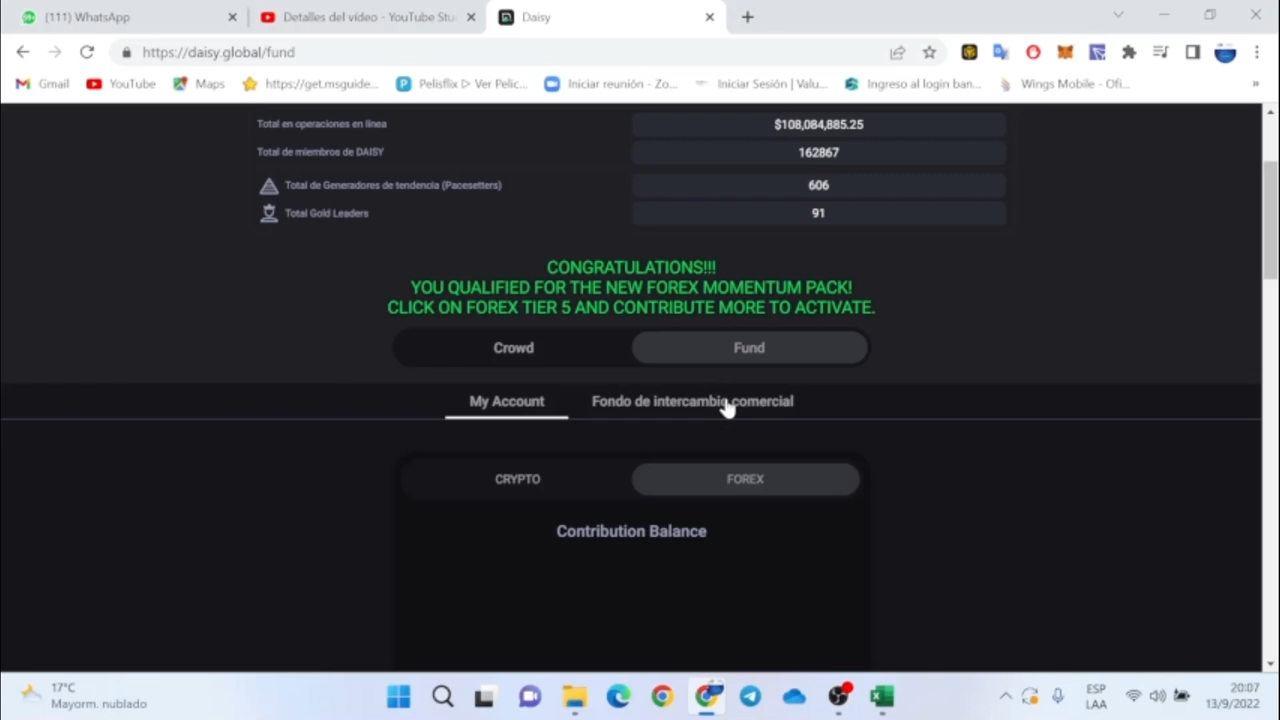 (111) WhatsApp
Detalles del vídeo - YouTube Stu
Daisy
https://daisy.global/fund
Gmail
YouTube
Maps
https://get.msguide...
Pelisflix ▷ Ver Pelic...
Iniciar reunión - Zo...
Iniciar Sesión | Valu...
Ingreso al login ban...
Wings Mobile - Ofi...
»
Total en operaciones en línea
$108,084,885.25
Total de miembros de DAISY
162867
Total de Generadores de tendencia (Pacesetters)
606
Total Gold Leaders
91
CONGRATULATIONS!!!
YOU QUALIFIED FOR THE NEW FOREX MOMENTUM PACK!
CLICK ON FOREX TIER 5 AND CONTRIBUTE MORE TO ACTIVATE.
Crowd
Fund
My Account
Fondo de intercambio comercial
CRYPTO
FOREX
Contribution Balance
17°C
Mayorm. nublado
ESP
LAA
20:07
13/9/2022